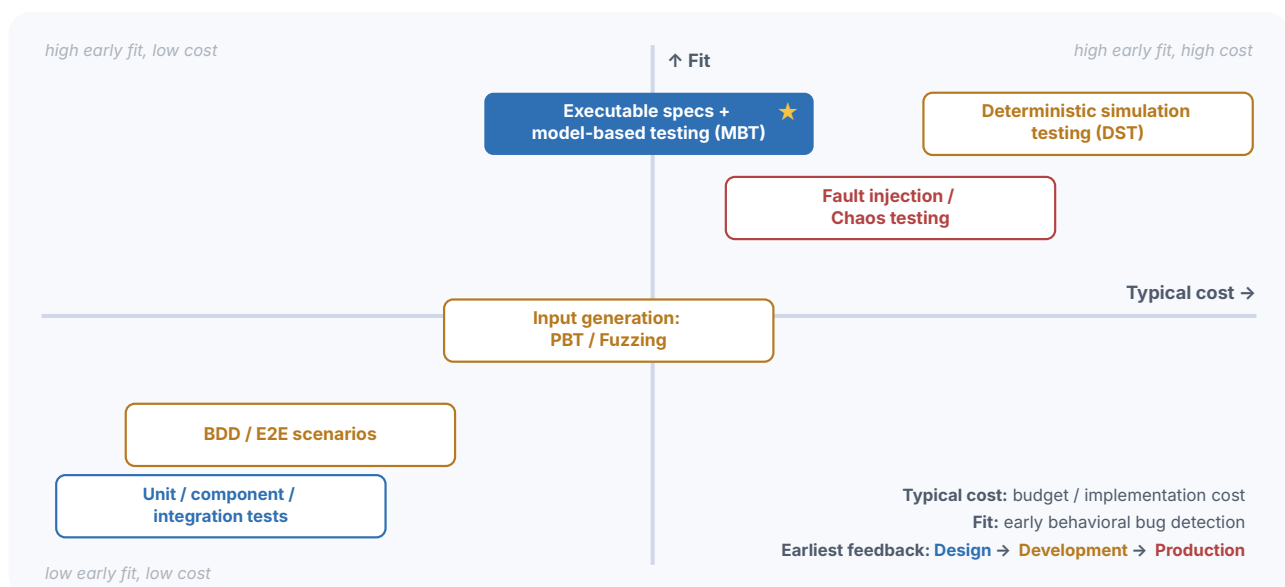 high early fit, low cost
↑ Fit
high early fit, high cost
Executable specs +
model-based testing (MBT)
Deterministic simulation
testing (DST)
Fault injection /
Chaos testing
Typical cost →
Input generation:
PBT / Fuzzing
BDD / E2E scenarios
Unit / component /
integration tests
Typical cost: budget / implementation cost
Fit: early behavioral bug detection
Earliest feedback: Design → Development → Production
low early fit, low cost